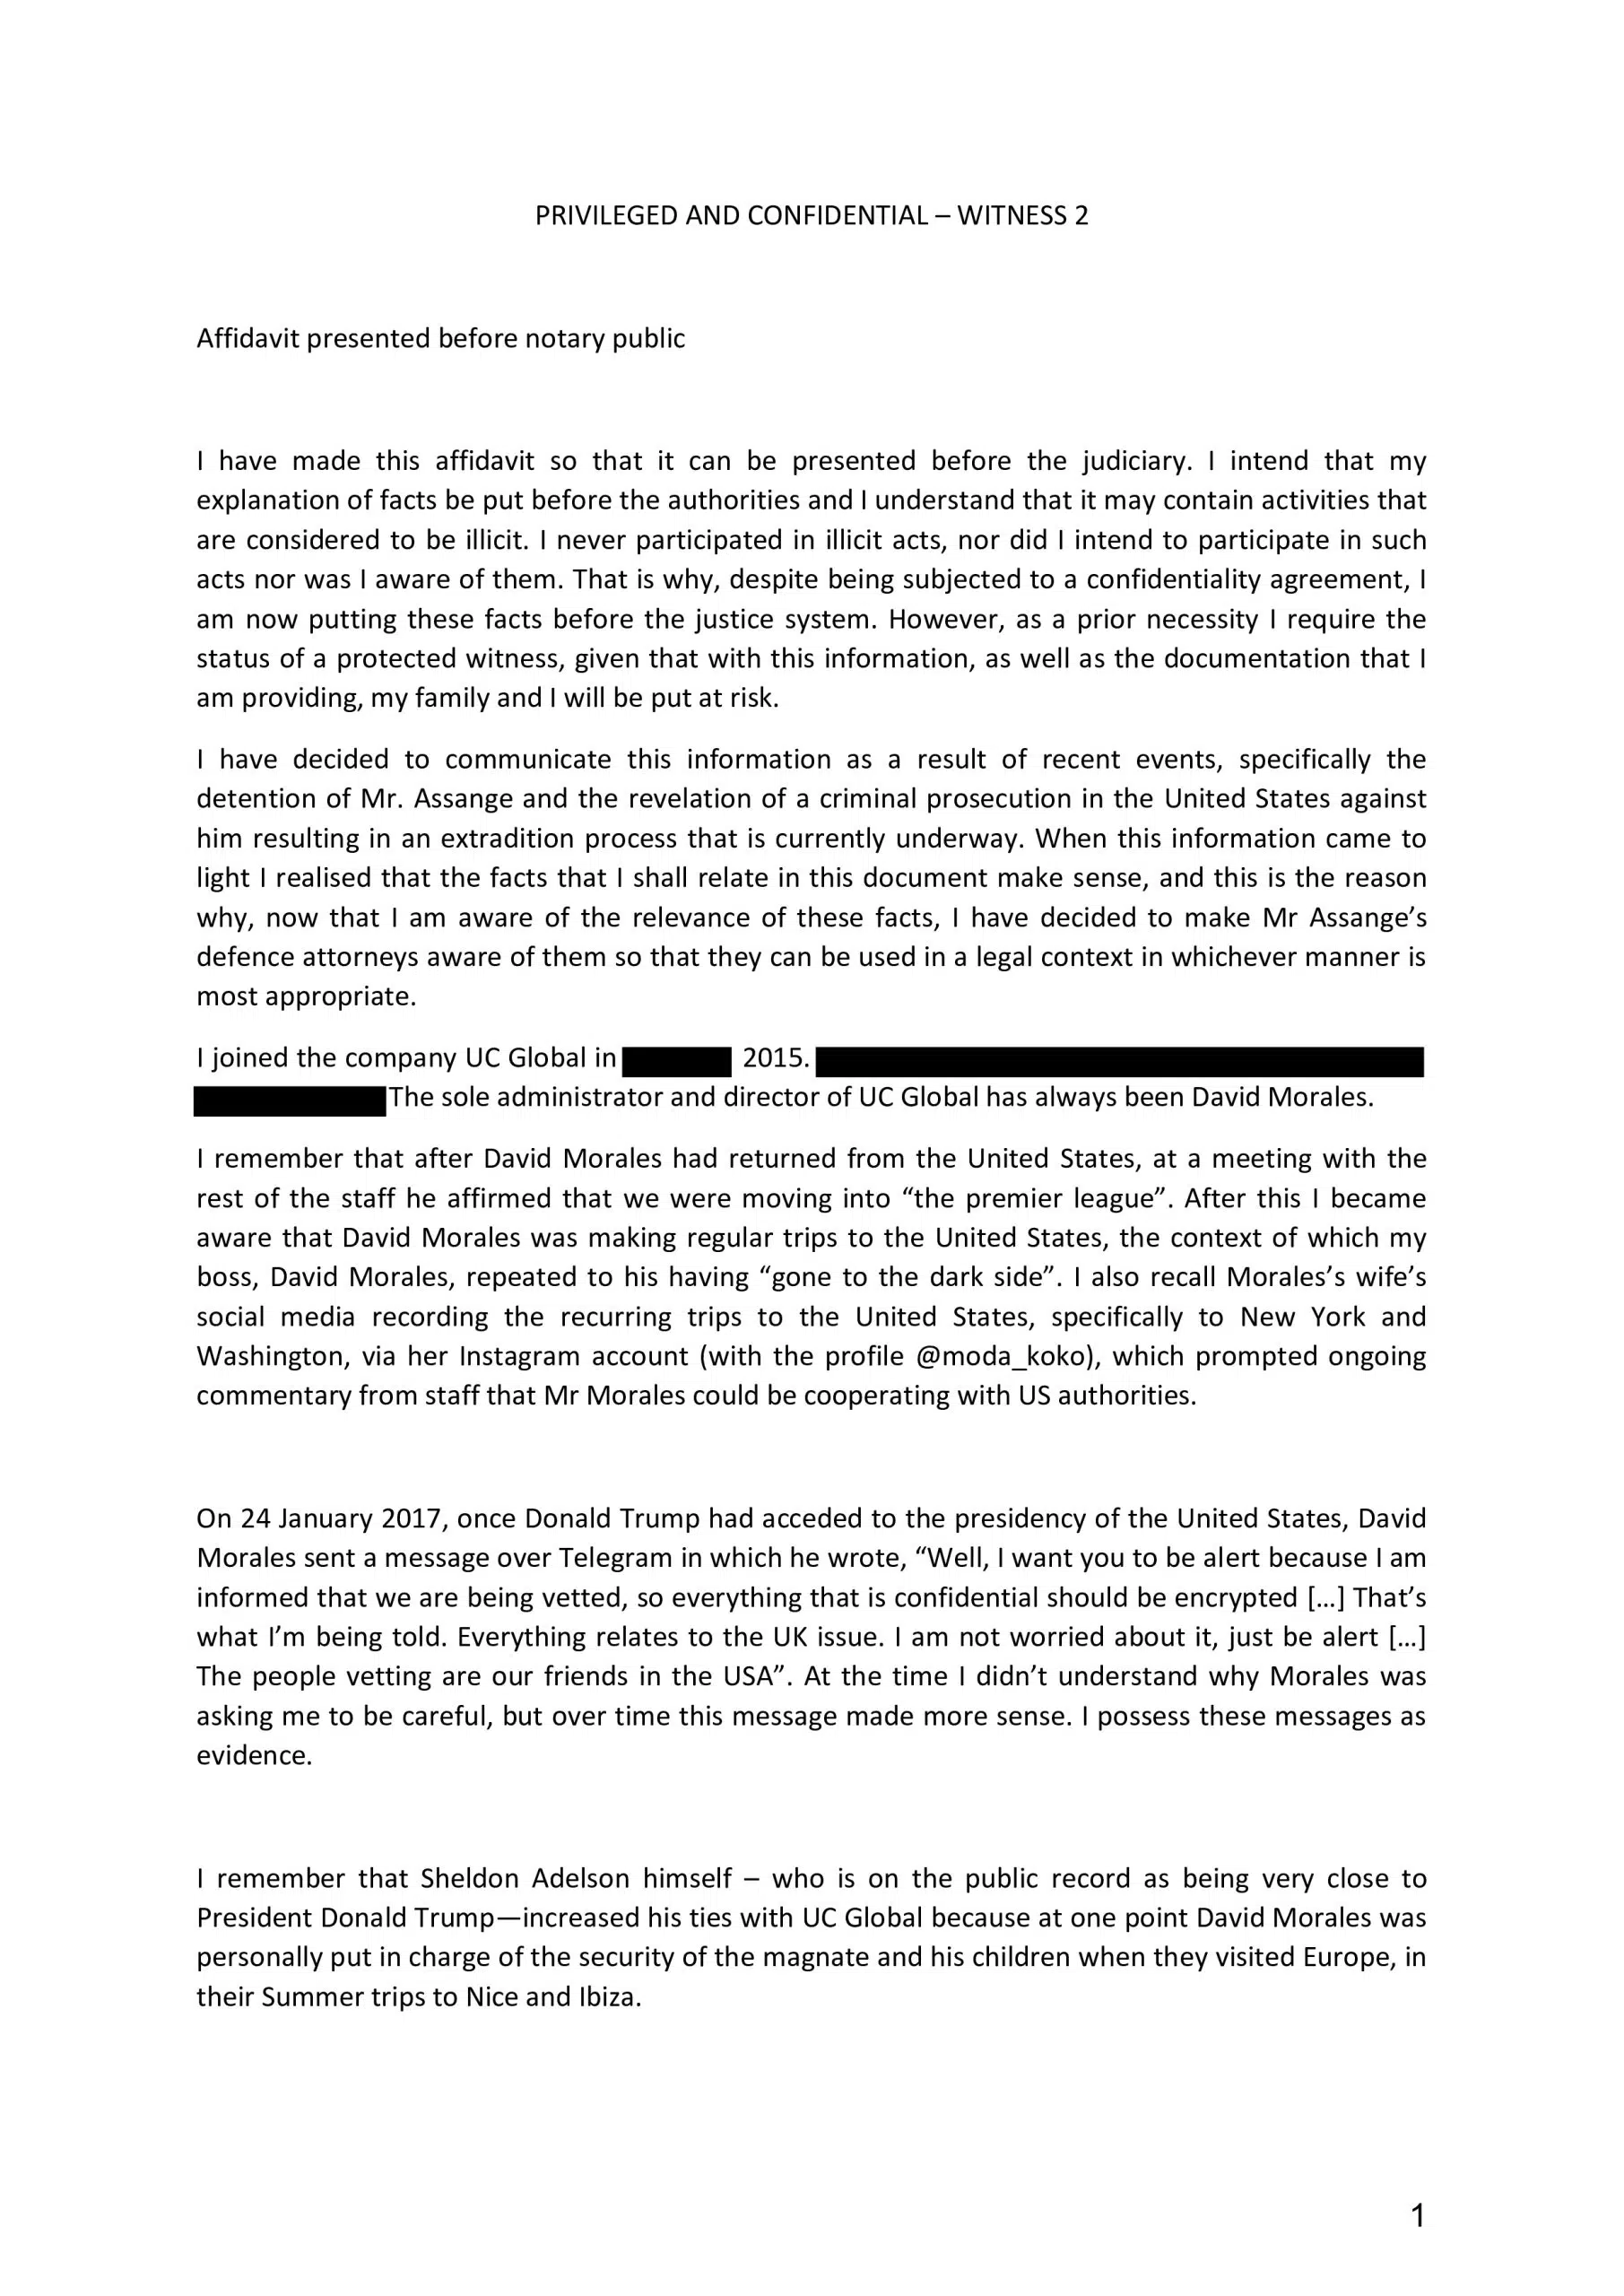 PRIVILEGED AND CONFIDENTIAL – WITNESS 2
Affidavit presented before notary public
I have made this affidavit so that it can be presented before the judiciary. I intend that my
explanation of facts be put before the authorities and I understand that it may contain activities that
are considered to be illicit. I never participated in illicit acts, nor did I intend to participate in such
acts nor was I aware of them. That is why, despite being subjected to a confidentiality agreement, I
am now putting these facts before the justice system. However, as a prior necessity I require the
status of a protected witness, given that with this information, as well as the documentation that I
am providing, my family and I will be put at risk.
I have decided to communicate this information as a result of recent events, specifically the
detention of Mr. Assange and the revelation of a criminal prosecution in the United States against
him resulting in an extradition process that is currently underway. When this information came to
light I realised that the facts that I shall relate in this document make sense, and this is the reason
why, now that I am aware of the relevance of these facts, I have decided to make Mr Assange’s
defence attorneys aware of them so that they can be used in a legal context in whichever manner is
most appropriate.
I joined the company UC Global in 2015.
The sole administrator and director of UC Global has always been David Morales.
I remember that after David Morales had returned from the United States, at a meeting with the
rest of the staff he affirmed that we were moving into “the premier league”. After this I became
aware that David Morales was making regular trips to the United States, the context of which my
boss, David Morales, repeated to his having “gone to the dark side”. I also recall Morales’s wife’s
social media recording the recurring trips to the United States, specifically to New York and
Washington, via her Instagram account (with the profile @moda_koko), which prompted ongoing
commentary from staff that Mr Morales could be cooperating with US authorities.
On 24 January 2017, once Donald Trump had acceded to the presidency of the United States, David
Morales sent a message over Telegram in which he wrote, “Well, I want you to be alert because I am
informed that we are being vetted, so everything that is confidential should be encrypted […] That’s
what I’m being told. Everything relates to the UK issue. I am not worried about it, just be alert […]
The people vetting are our friends in the USA”. At the time I didn’t understand why Morales was
asking me to be careful, but over time this message made more sense. I possess these messages as
evidence.
I remember that Sheldon Adelson himself – who is on the public record as being very close to
President Donald Trump—increased his ties with UC Global because at one point David Morales was
personally put in charge of the security of the magnate and his children when they visited Europe, in
their Summer trips to Nice and Ibiza.
1